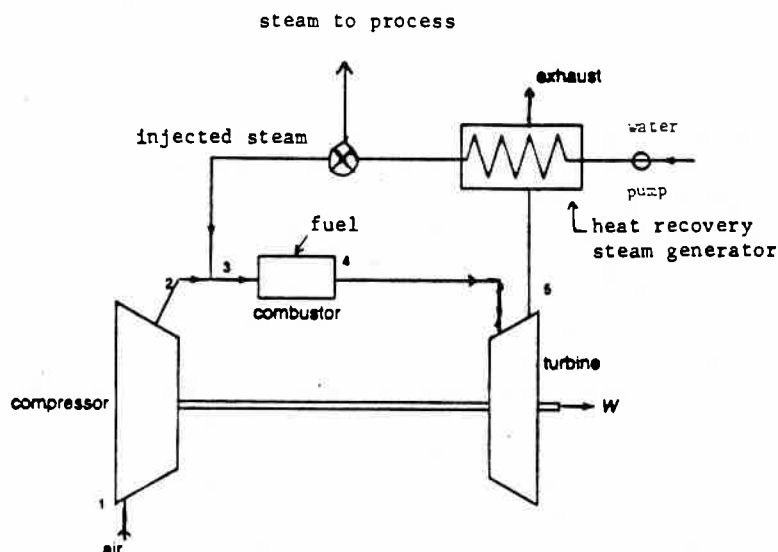 steam to process
exhaust
injected steam
water
pump
fuel
heat recovery
steam generator
2
3
4
5
combustor
turbine
compressor
W
1
air